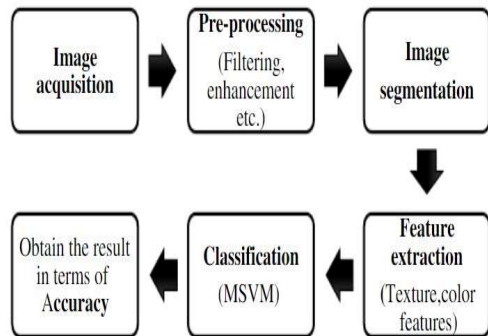 Image
acquisition
Pre-processing
(Filtering,
enhancement
etc.)
Image
segmentation
Feature
extraction
(Texture,color
features)
Classification
(MSVM)
Obtain the result
in terms of
Accuracy